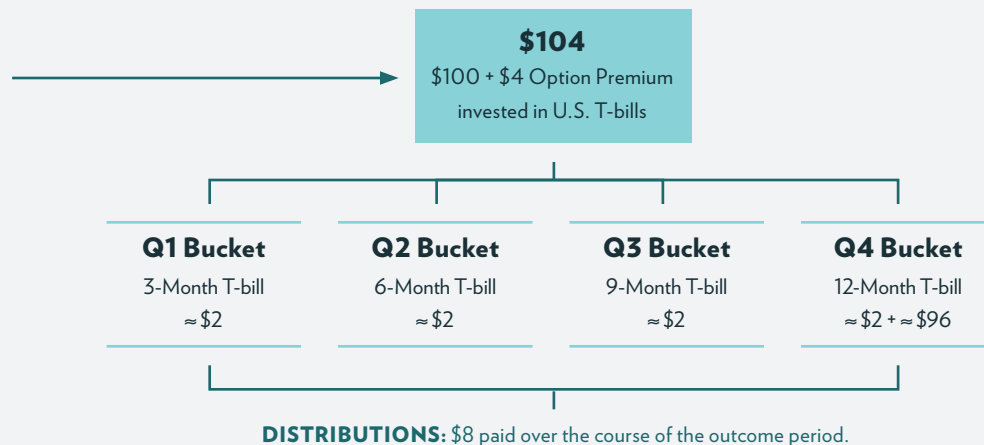 $104
$100 + $4 Option Premium
invested in U.S. T-bills
Q1 Bucket
3-Month T-bill
≈ $2
Q2 Bucket
6-Month T-bill
≈ $2
Q3 Bucket
9-Month T-bill
≈ $2
Q4 Bucket
12-Month T-bill
≈ $2 + ≈ $96
DISTRIBUTIONS: $8 paid over the course of the outcome period.